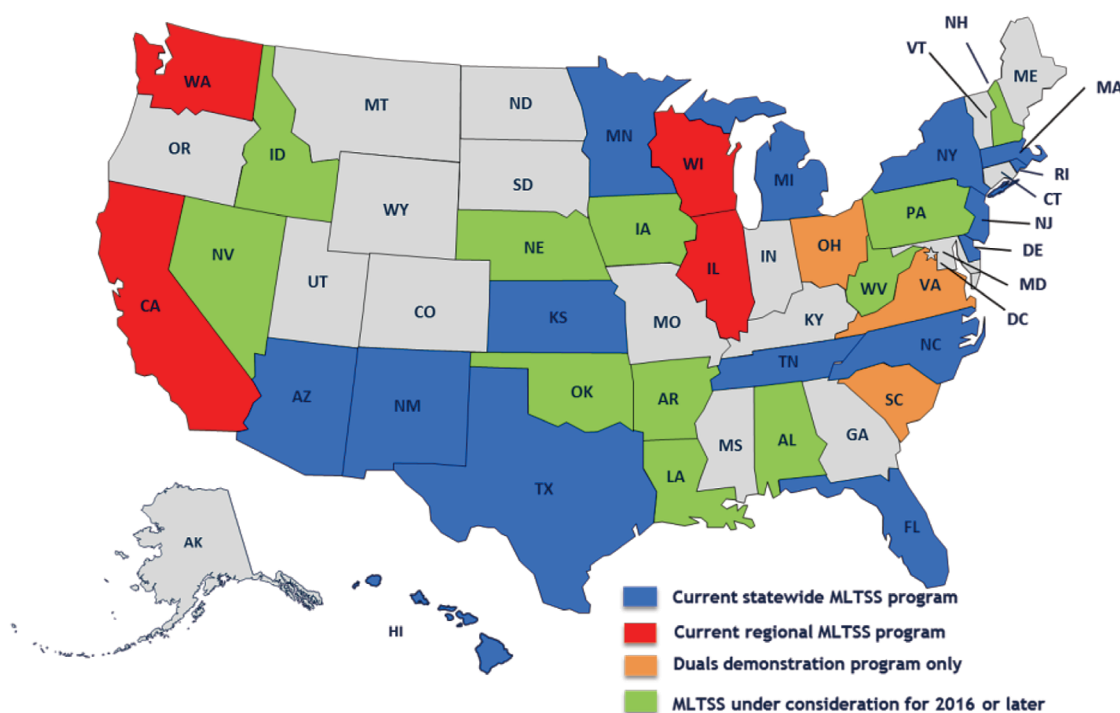 NH
VT
ME
WA
MA
MT
ND
MN
OR
ID
NY
WI
RI
MI
SD
CT
WY
PA
NJ
IA
NE
OH
DE
NV
IN
IL
UT
WV
VA
MD
CA
CO
KS
MO
KY
DC
NC
TN
AZ
NM
OK
AR
SC
GA
MS
AL
LA
TX
FL
AK
HI
Current statewide MLTSS program
Current regional MLTSS program
Duals demonstration program only
MLTSS under consideration for 2016 or later